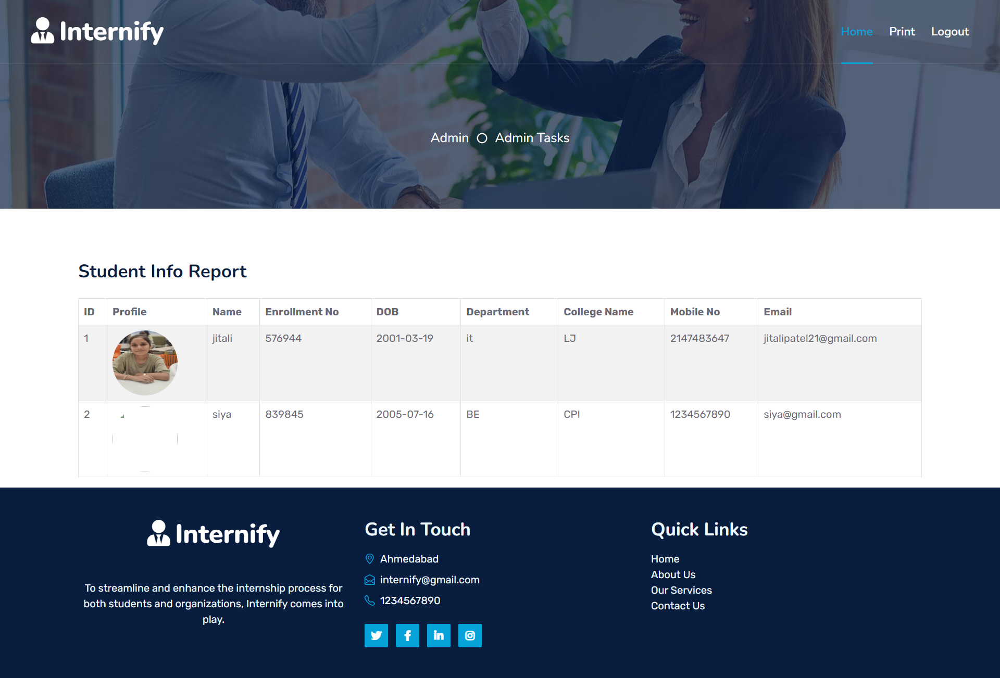 Internify
Home Print Logout
Admin Admin Tasks
Student Info Report
ID Profile Name Enrollment No DOB Department College Name Mobile No Email
1 jitali 576944 2001-03-19 it LJ 2147483647 jitalipatel21@gmail.com
2 siya 839845 2005-07-16 BE CPI 1234567890 siya@gmail.com
Internify
To streamline and enhance the internship process for
both students and organizations, Internify comes into
play.
Get In Touch
Ahmedabad
internify@gmail.com
1234567890
Quick Links
Home
About Us
Our Services
Contact Us